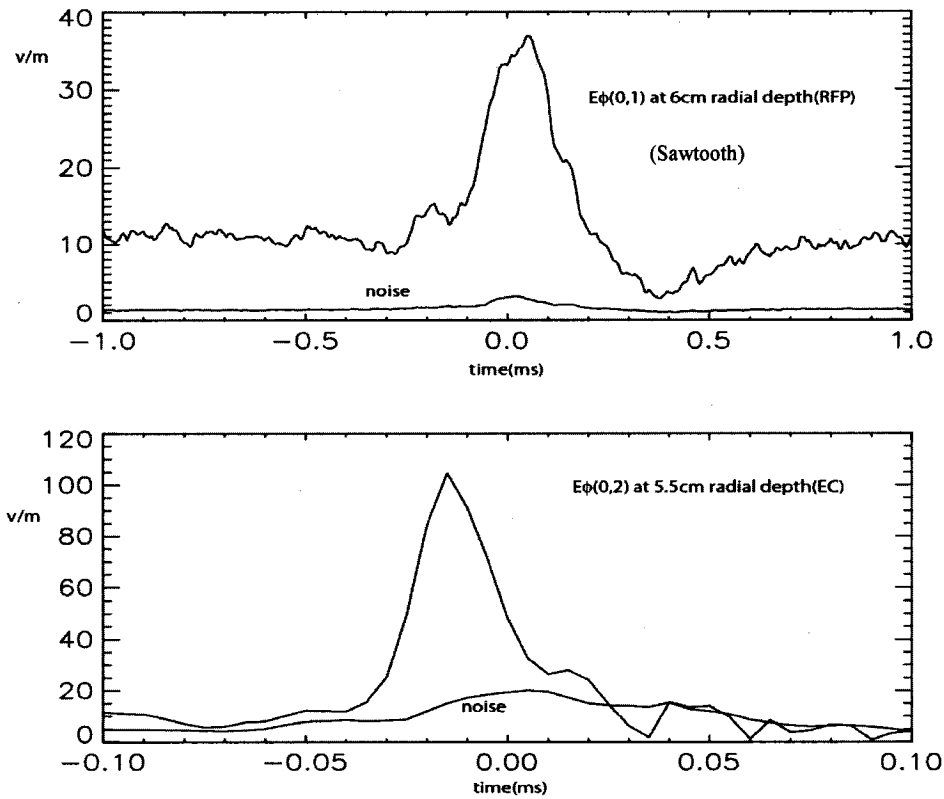 40
v/m
30
Eϕ(0,1) at 6cm radial depth(RFP)
20
(Sawtooth)
10
noise
0
−1.0 −0.5 0.0 0.5 1.0
time(ms)
120
100
Eϕ(0,2) at 5.5cm radial depth(EC)
v/m
80
60
40
20
noise
0
−0.10 −0.05 0.00 0.05 0.10
time(ms)